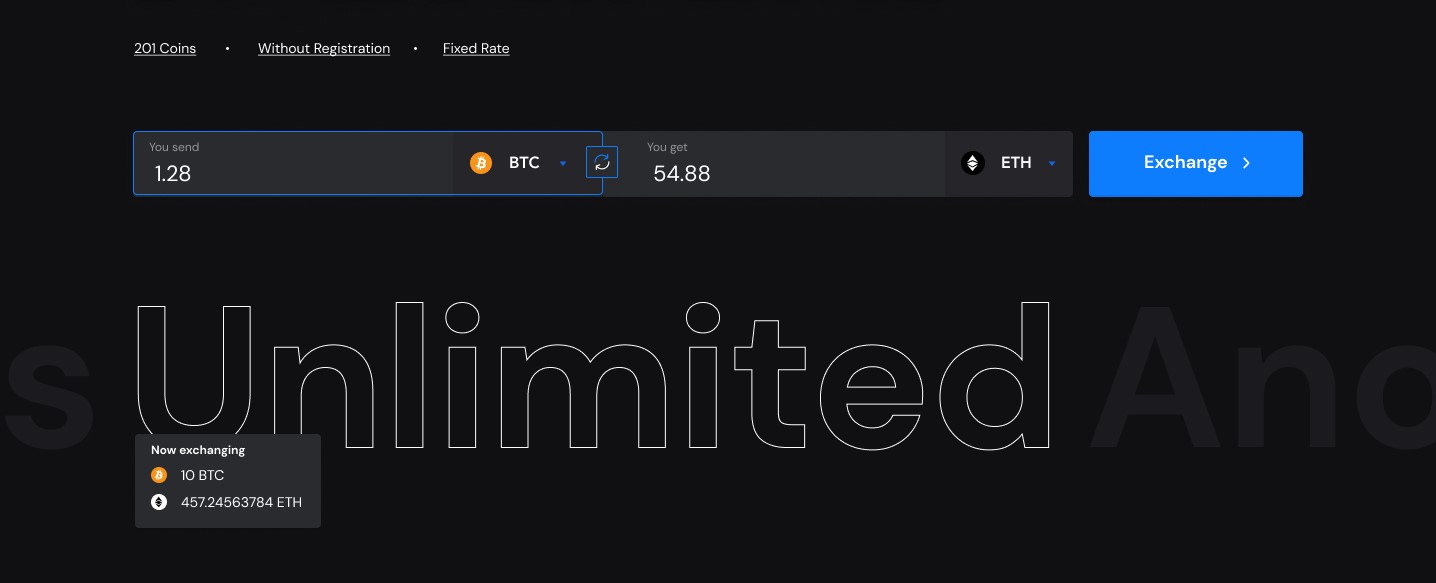 201 Coins • Without Registration • Fixed Rate
You send
1.28
BTC
You get
54.88
ETH
Exchange
s Unlimited Ano
Now exchanging
10 BTC
457.24563784 ETH